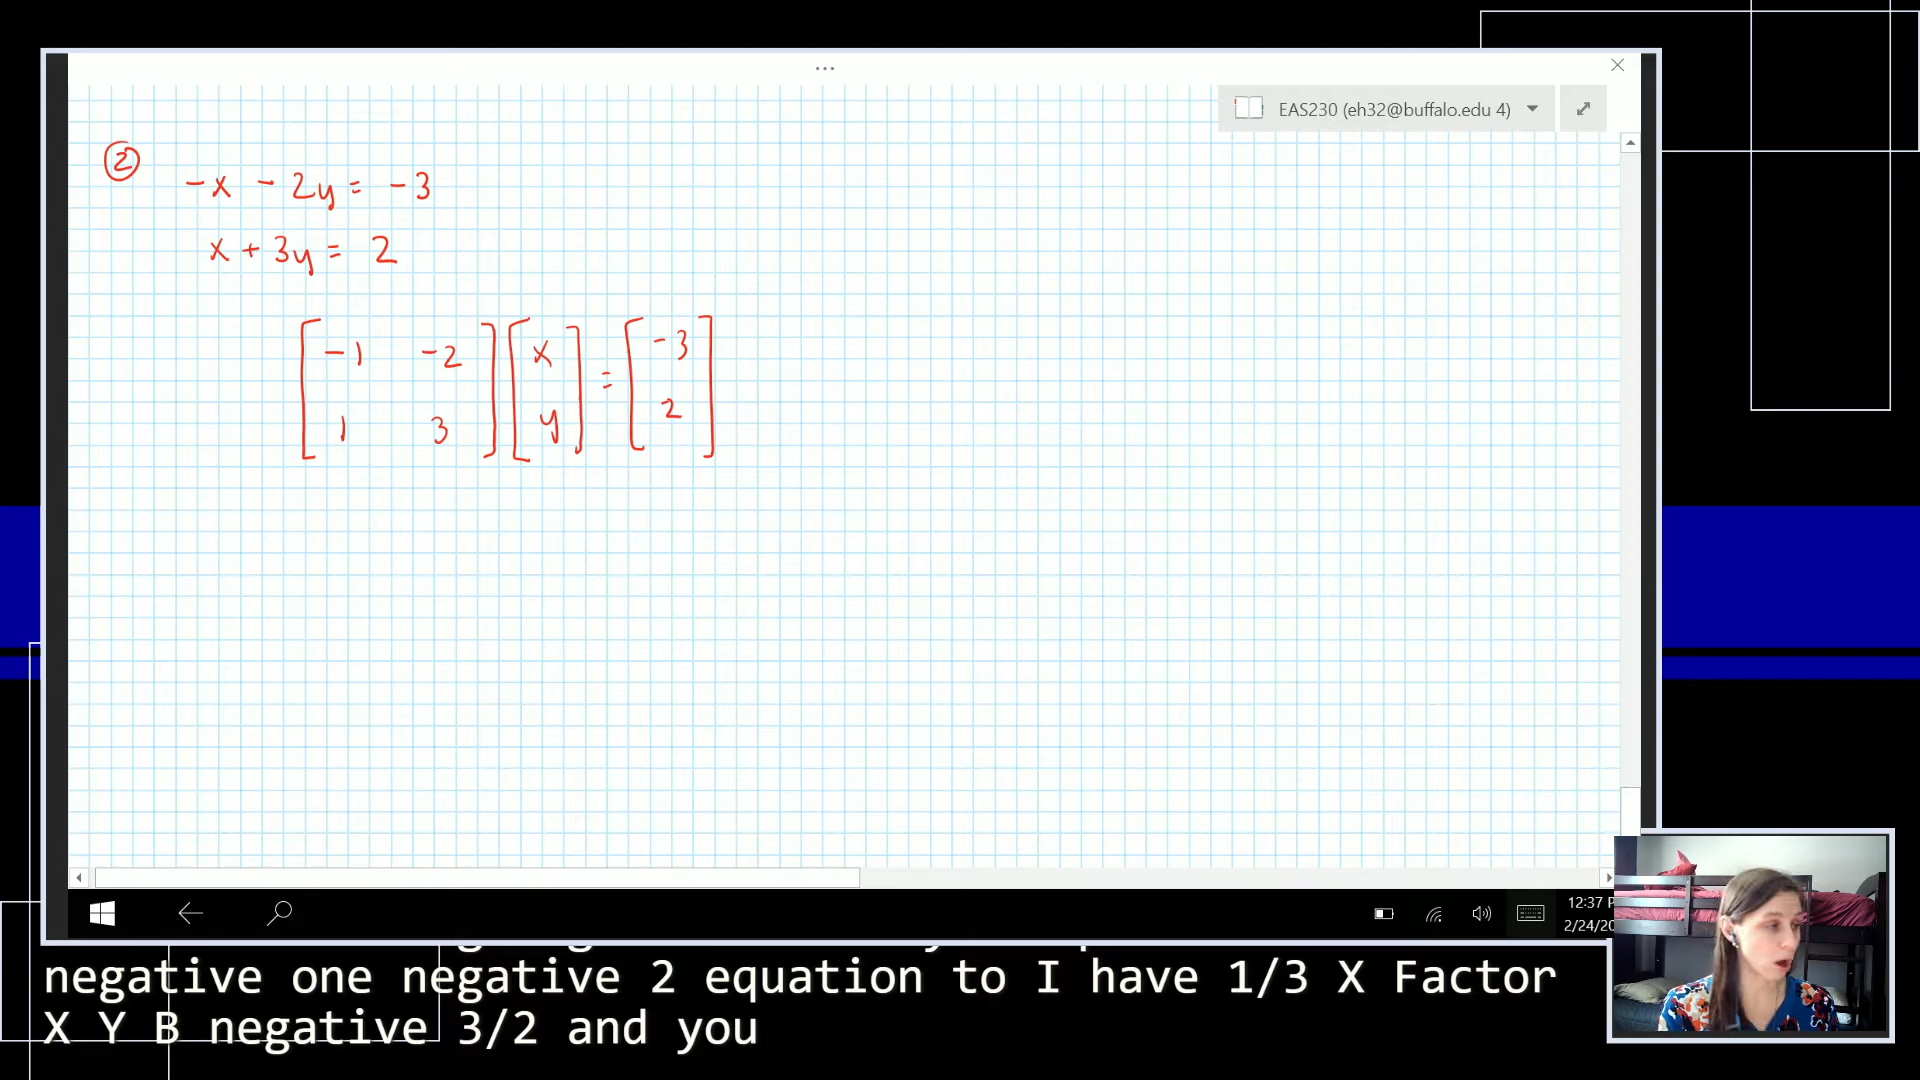 ...
EAS230 (eh32@buffalo.edu 4)
②
-x - 2y = -3
x + 3y = 2
[-1 -2] [x] = [-3]
[1 3] [y] [2]
12:37 P
2/24/20
negative one negative 2 equation to I have 1/3 X Factor
X Y B negative 3/2 and you